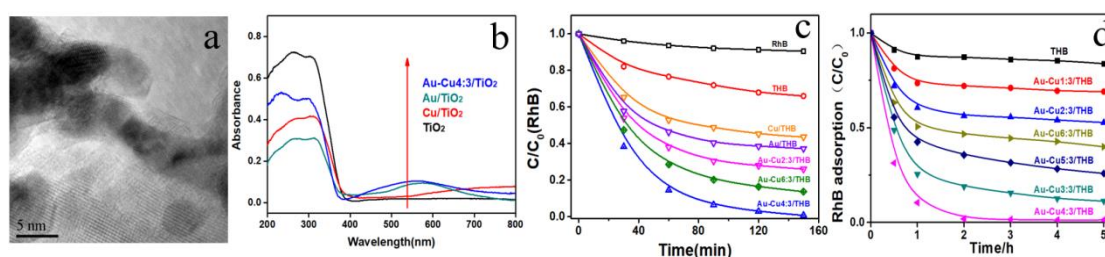 a
5 nm
b
Absorbance
0.8
0.6
0.4
0.2
0.0
Au-Cu4:3/TiO₂
Au/TiO₂
Cu/TiO₂
TiO₂
200 300 400 500 600 700 800
Wavelength(nm)
c
C/C₀(RhB)
1.0
0.8
0.6
0.4
0.2
0.0
RhB
THB
Cu/THB
Au/THB
Au-Cu2:3/THB
Au-Cu6:3/THB
Au-Cu4:3/THB
0 40 80 120 160
Time(min)
d
RhB adsorption (C/C₀)
1.0
0.5
0.0
THB
Au-Cu1:3/THB
Au-Cu2:3/THB
Au-Cu6:3/THB
Au-Cu5:3/THB
Au-Cu3:3/THB
Au-Cu4:3/THB
0 1 2 3 4 5
Time/h